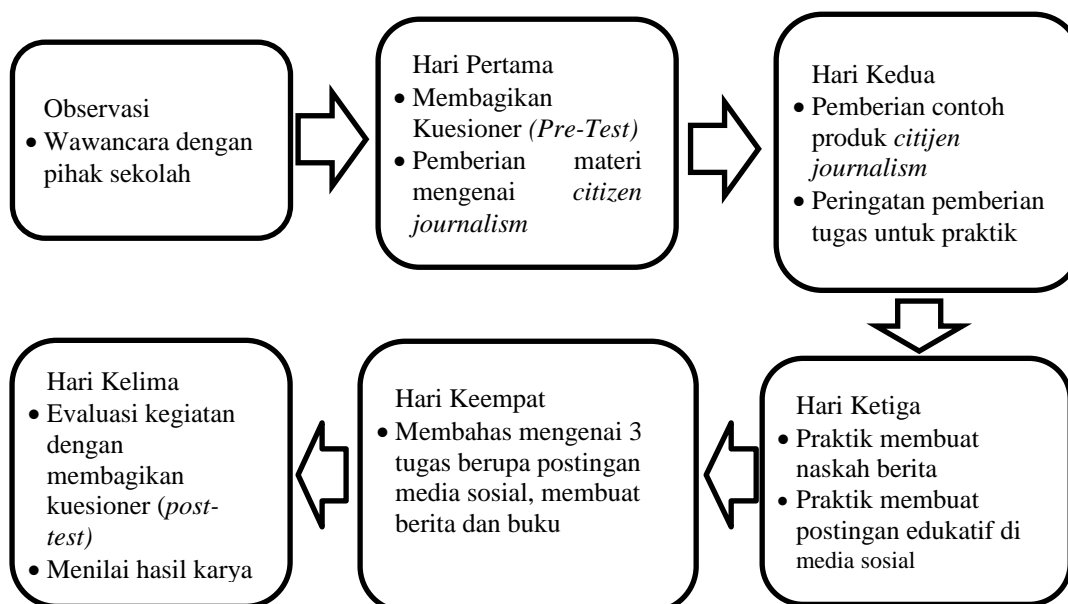 Observasi
• Wawancara dengan
pihak sekolah
Hari Pertama
• Membagikan
Kuesioner (Pre-Test)
• Pemberian materi
mengenai citizen
journalism
Hari Kedua
• Pemberian contoh
produk citijen
journalism
• Peringatan pemberian
tugas untuk praktik
Hari Ketiga
• Praktik membuat
naskah berita
• Praktik membuat
postingan edukatif di
media sosial
Hari Keempat
• Membahas mengenai 3
tugas berupa postingan
media sosial, membuat
berita dan buku
Hari Kelima
• Evaluasi kegiatan
dengan
membagikan
kuesioner (post-
test)
• Menilai hasil karya